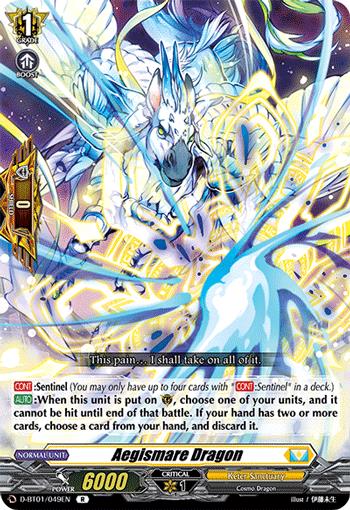 1
GRADE
BOOST
SHIELD
0
This pain... I shall take on all of it.
CONT:Sentinel (You may only have up to four cards with "CONT:Sentinel" in a deck.)
AUTO:When this unit is put on , choose one of your units, and it
cannot be hit until end of that battle. If your hand has two or more
cards, choose a card from your hand, and discard it.
NORMAL UNIT
Aegismare Dragon
POWER 6000
CRITICAL
1
Keter Sanctuary
Cosmo Dragon
D-BT01/049EN R
illust / 伊藤未生